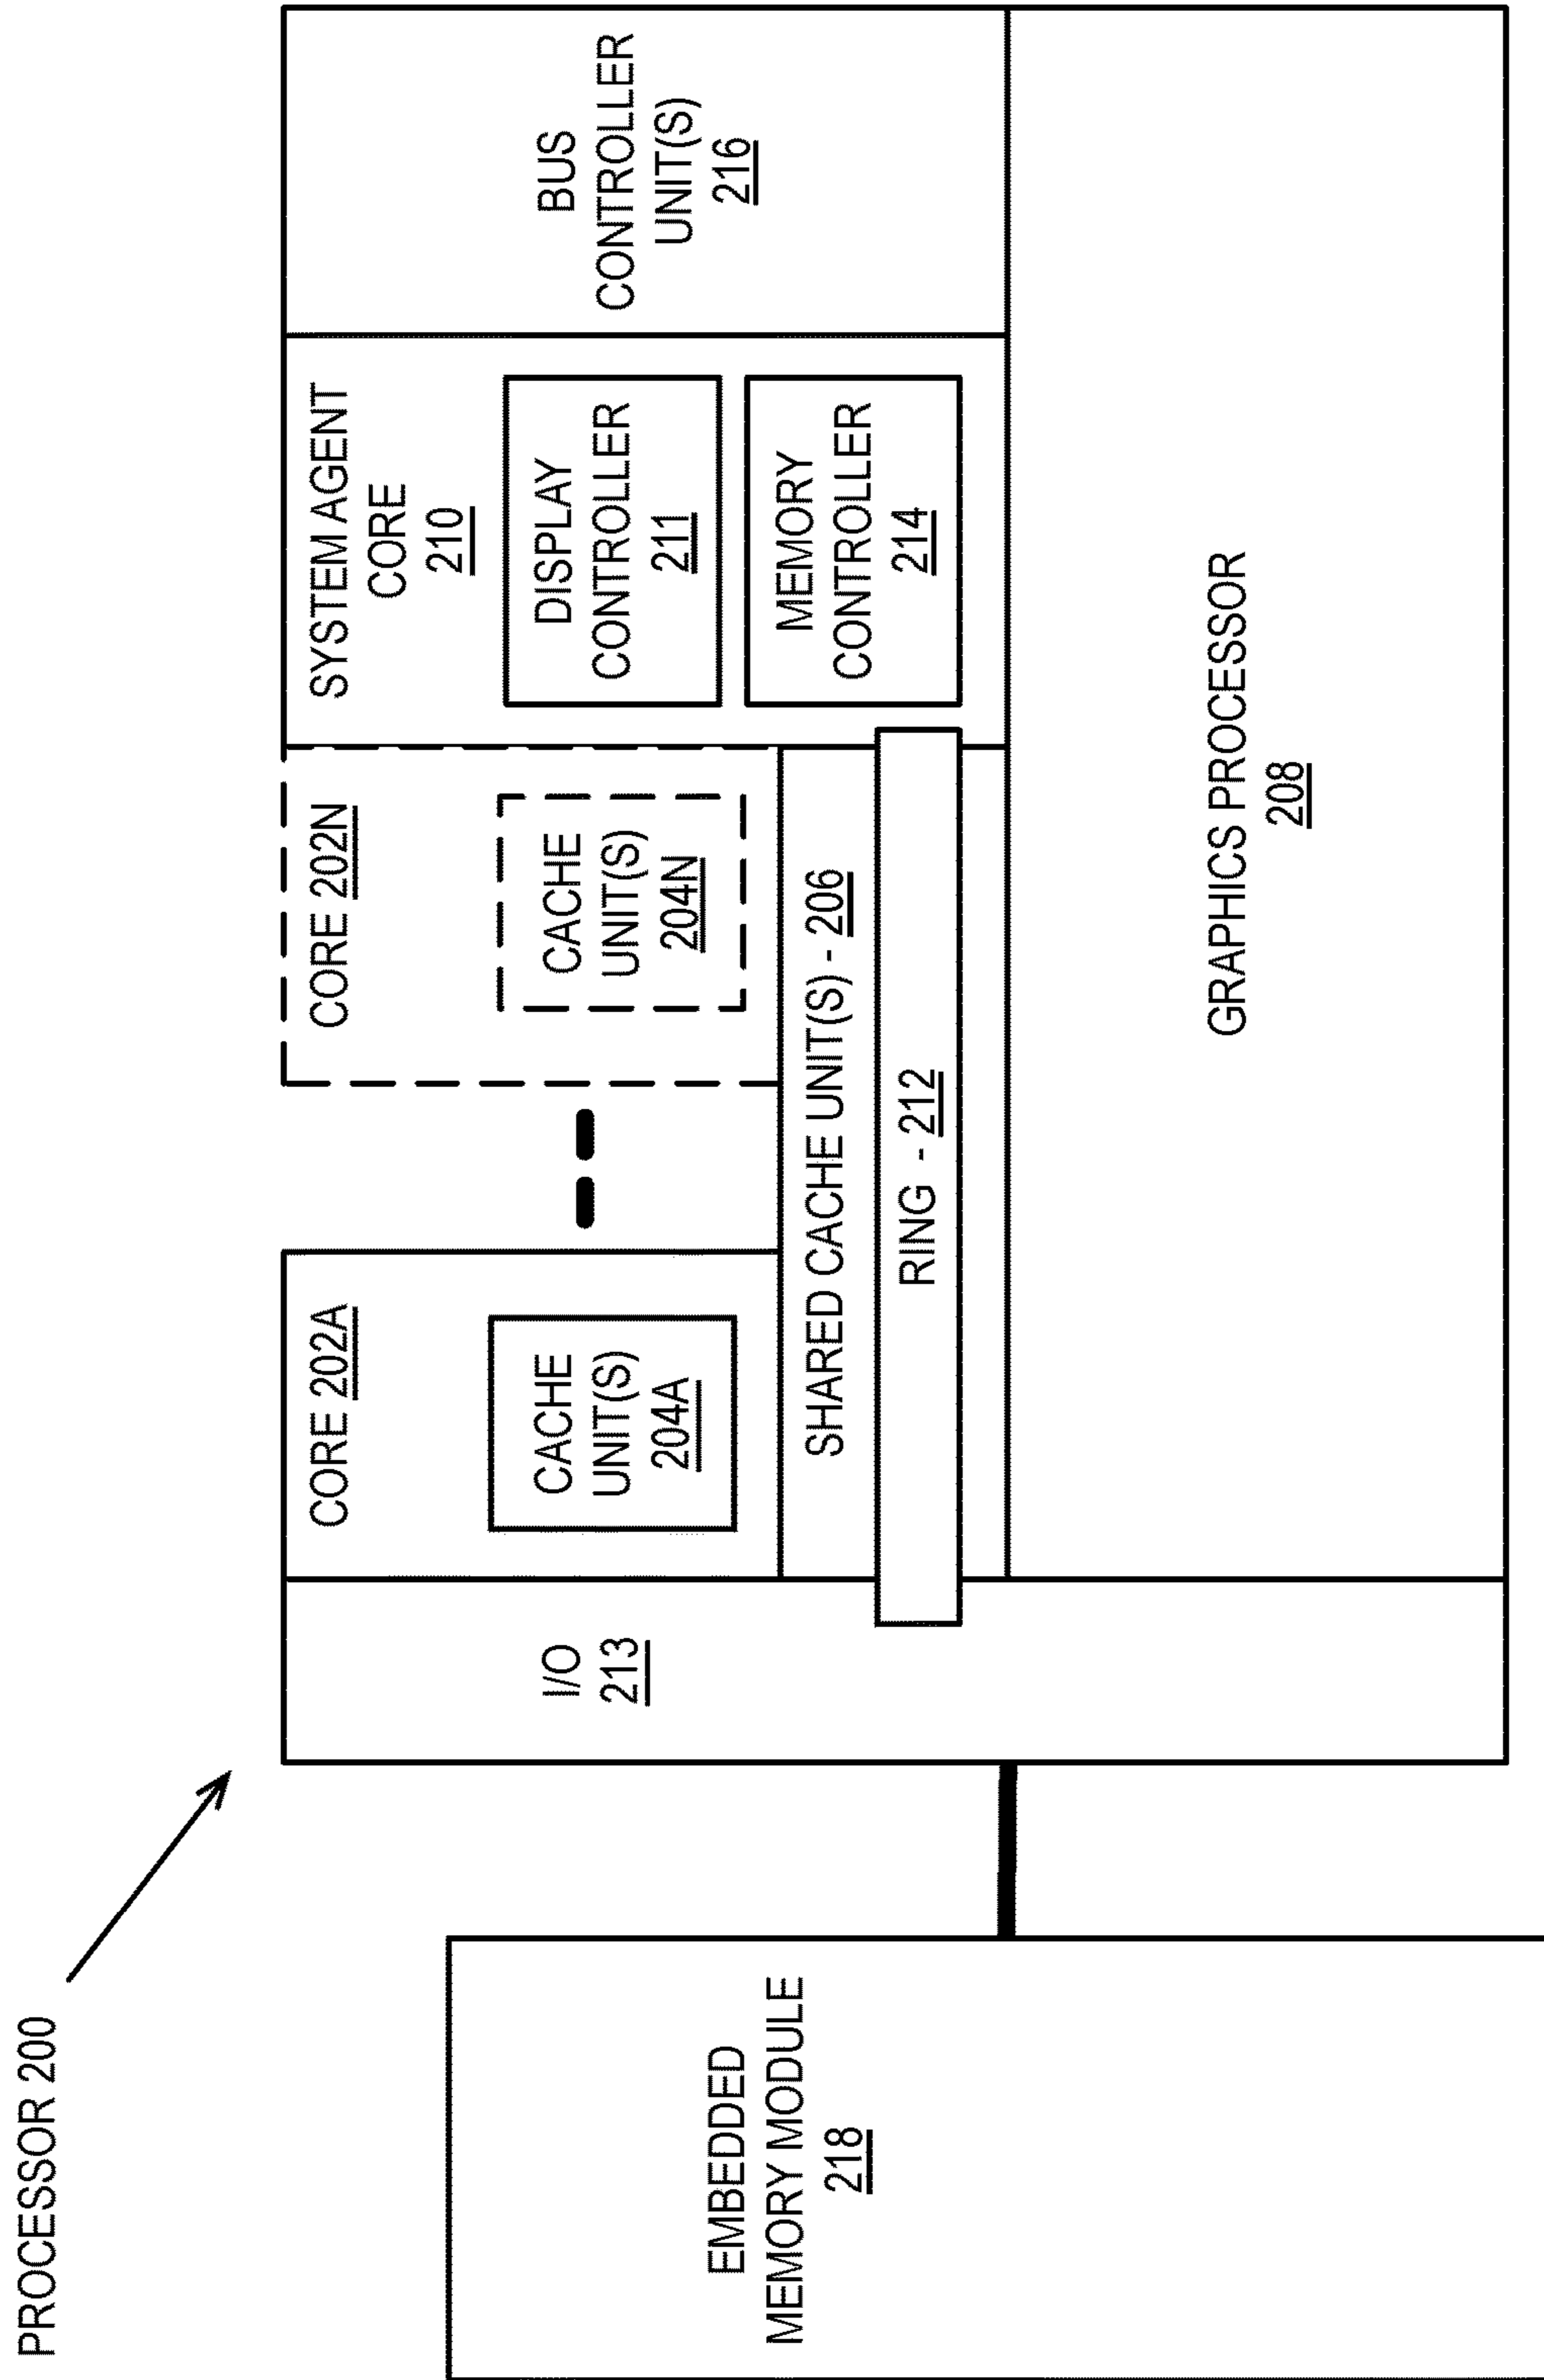 PROCESSOR 200
EMBEDDED
MEMORY MODULE
218
I/O
213
CORE 202A
CACHE
UNIT(S)
204A
CORE 202N
CACHE
UNIT(S)
204N
SHARED CACHE UNIT(S) - 206
RING - 212
SYSTEM AGENT
CORE
210
DISPLAY
CONTROLLER
211
MEMORY
CONTROLLER
214
BUS
CONTROLLER
UNIT(S)
216
GRAPHICS PROCESSOR
208